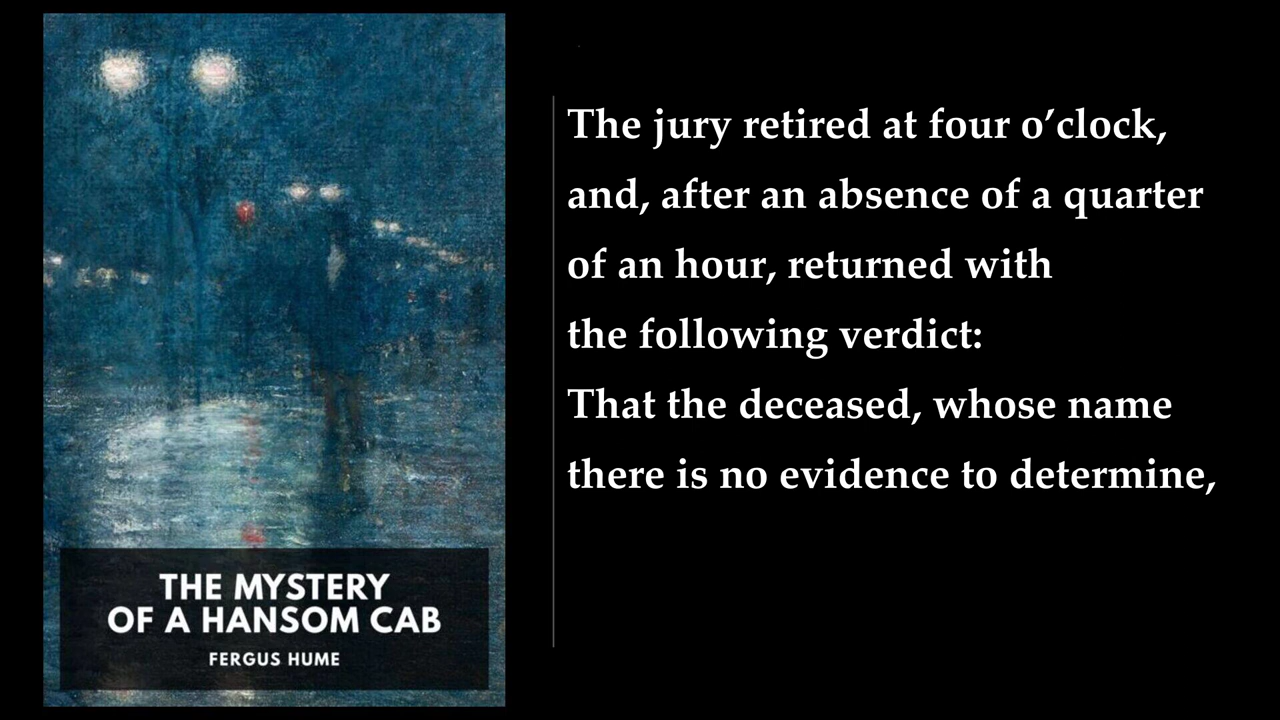 THE MYSTERY
OF A HANSOM CAB
FERGUS HUME
The jury retired at four o’clock,
and, after an absence of a quarter
of an hour, returned with
the following verdict:
That the deceased, whose name
there is no evidence to determine,